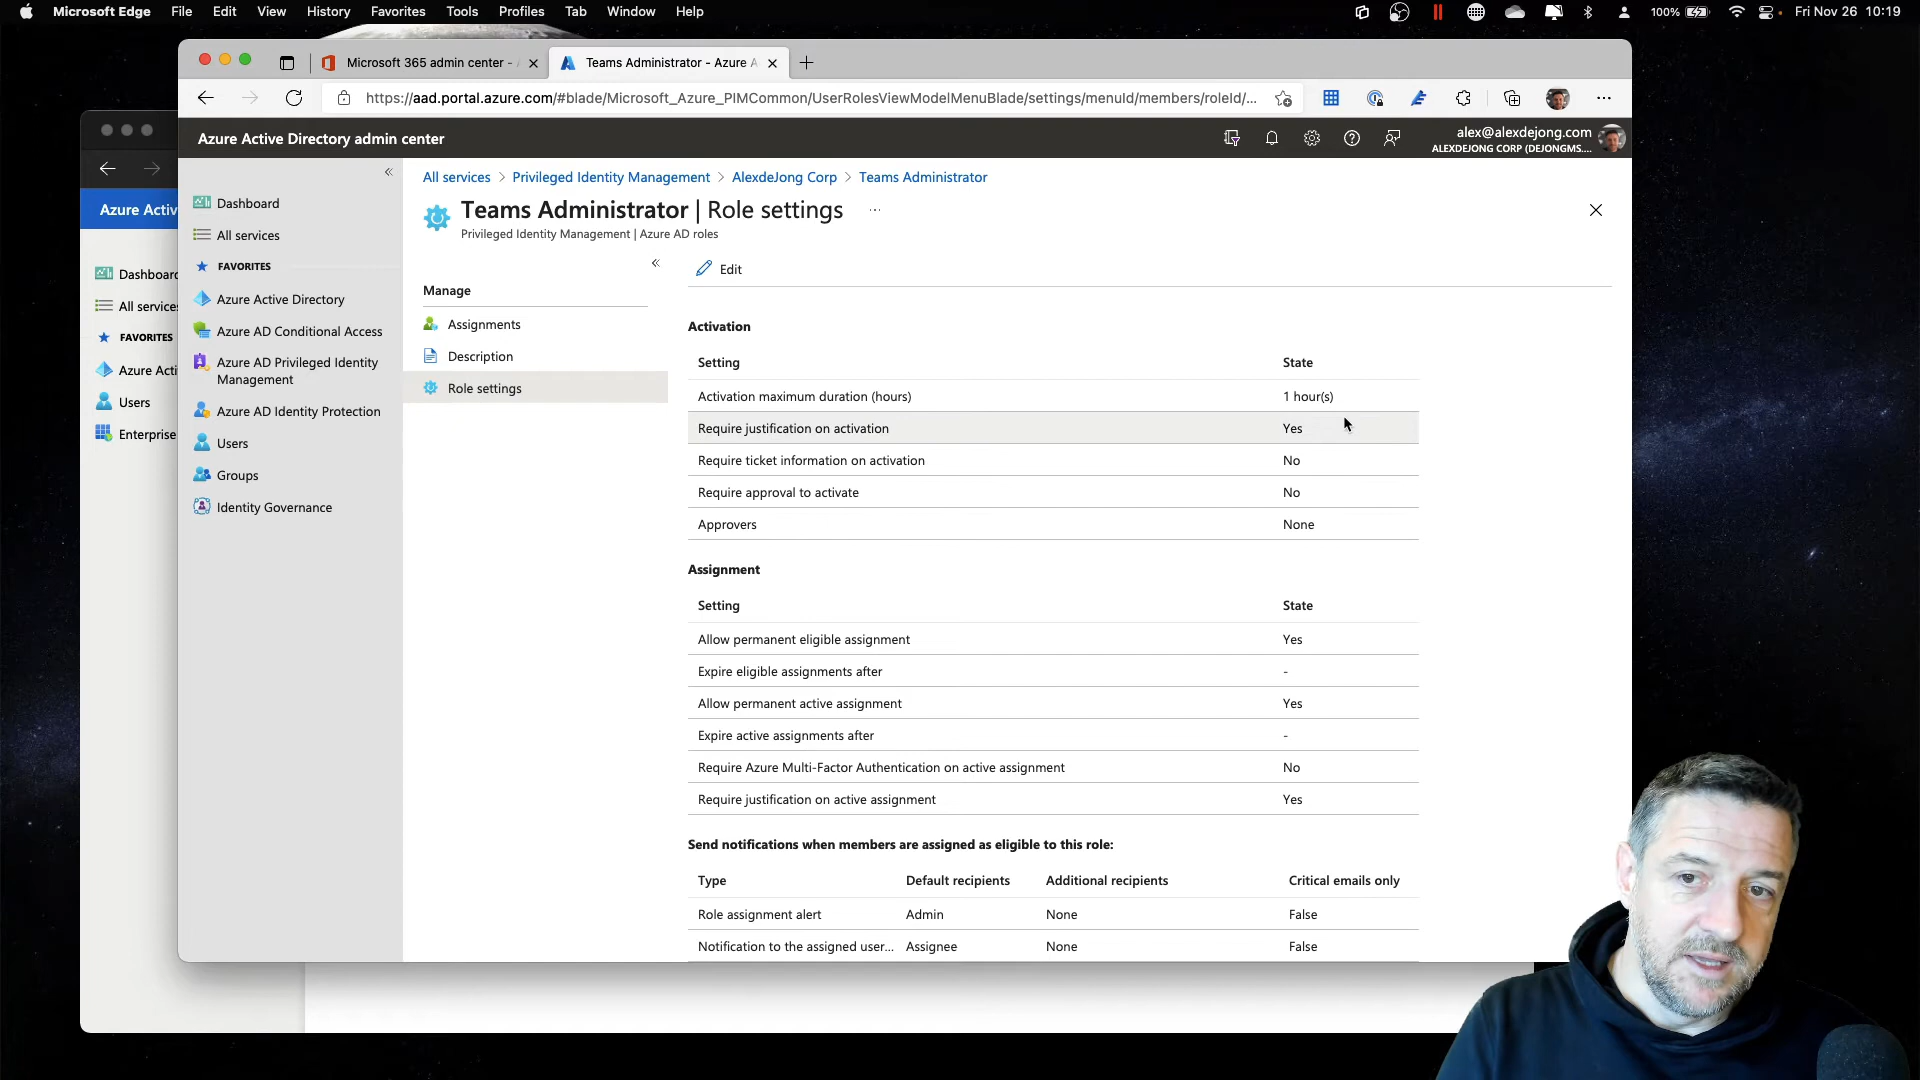 Microsoft Edge File Edit View History Favorites Tools Profiles Tab Window Help
100% Fri Nov 26 10:19
Microsoft 365 admin center -
Teams Administrator - Azure A
https://aad.portal.azure.com/#blade/Microsoft_Azure_PIMCommon/UserRolesViewModelMenuBlade/settings/menuId/members/roleId/...
Azure Active Directory admin center
alex@alexdejong.com
ALEXDEJONG CORP (DEJONGMS....
Azure Activ
Dashboard
All services
FAVORITES
Azure Acti
Users
Enterprise
Dashboard
All services
FAVORITES
Azure Active Directory
Azure AD Conditional Access
Azure AD Privileged Identity
Management
Azure AD Identity Protection
Users
Groups
Identity Governance
All services > Privileged Identity Management > AlexdeJong Corp > Teams Administrator
Teams Administrator | Role settings ...
Privileged Identity Management | Azure AD roles
Manage
Assignments
Description
Role settings
Edit
Activation
Setting State
Activation maximum duration (hours) 1 hour(s)
Require justification on activation Yes
Require ticket information on activation No
Require approval to activate No
Approvers None
Assignment
Setting State
Allow permanent eligible assignment Yes
Expire eligible assignments after -
Allow permanent active assignment Yes
Expire active assignments after -
Require Azure Multi-Factor Authentication on active assignment No
Require justification on active assignment Yes
Send notifications when members are assigned as eligible to this role:
Type Default recipients Additional recipients Critical emails only
Role assignment alert Admin None False
Notification to the assigned user... Assignee None False